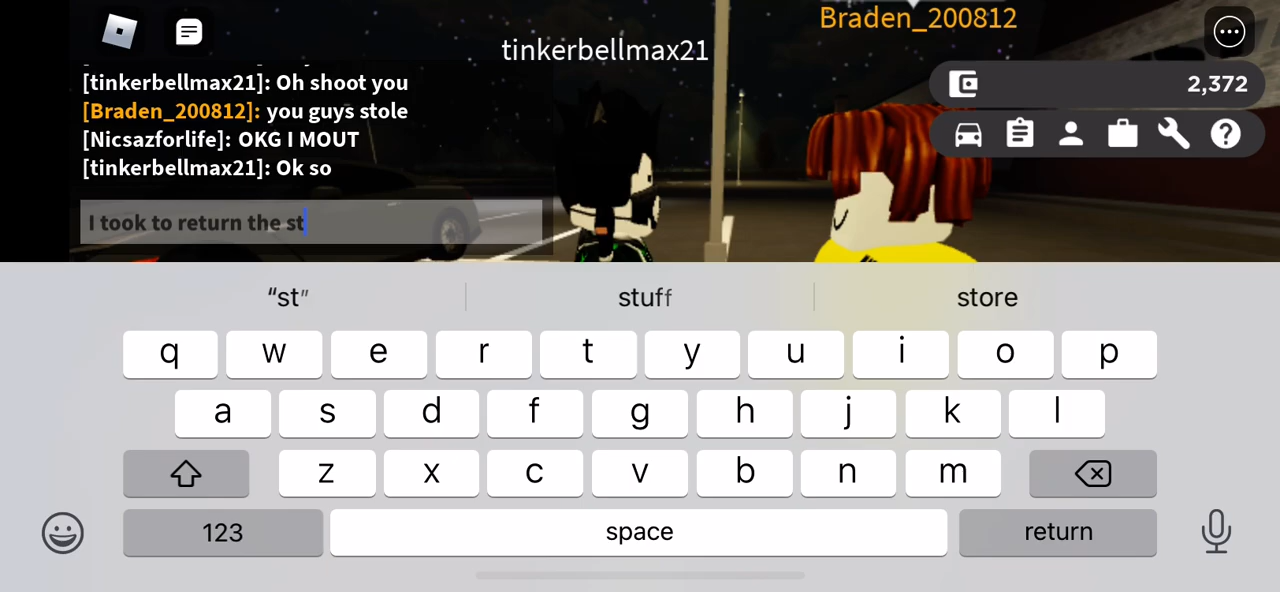 Braden_200812
tinkerbellmax21
[tinkerbellmax21]: Oh shoot you
[Braden_200812]: you guys stole
[Nicsazforlife]: OKG I MOUT
[tinkerbellmax21]: Ok so
2,372
I took to return the st
“st” stuff store
q w e r t y u i o p
a s d f g h j k l
z x c v b n m
123 space return